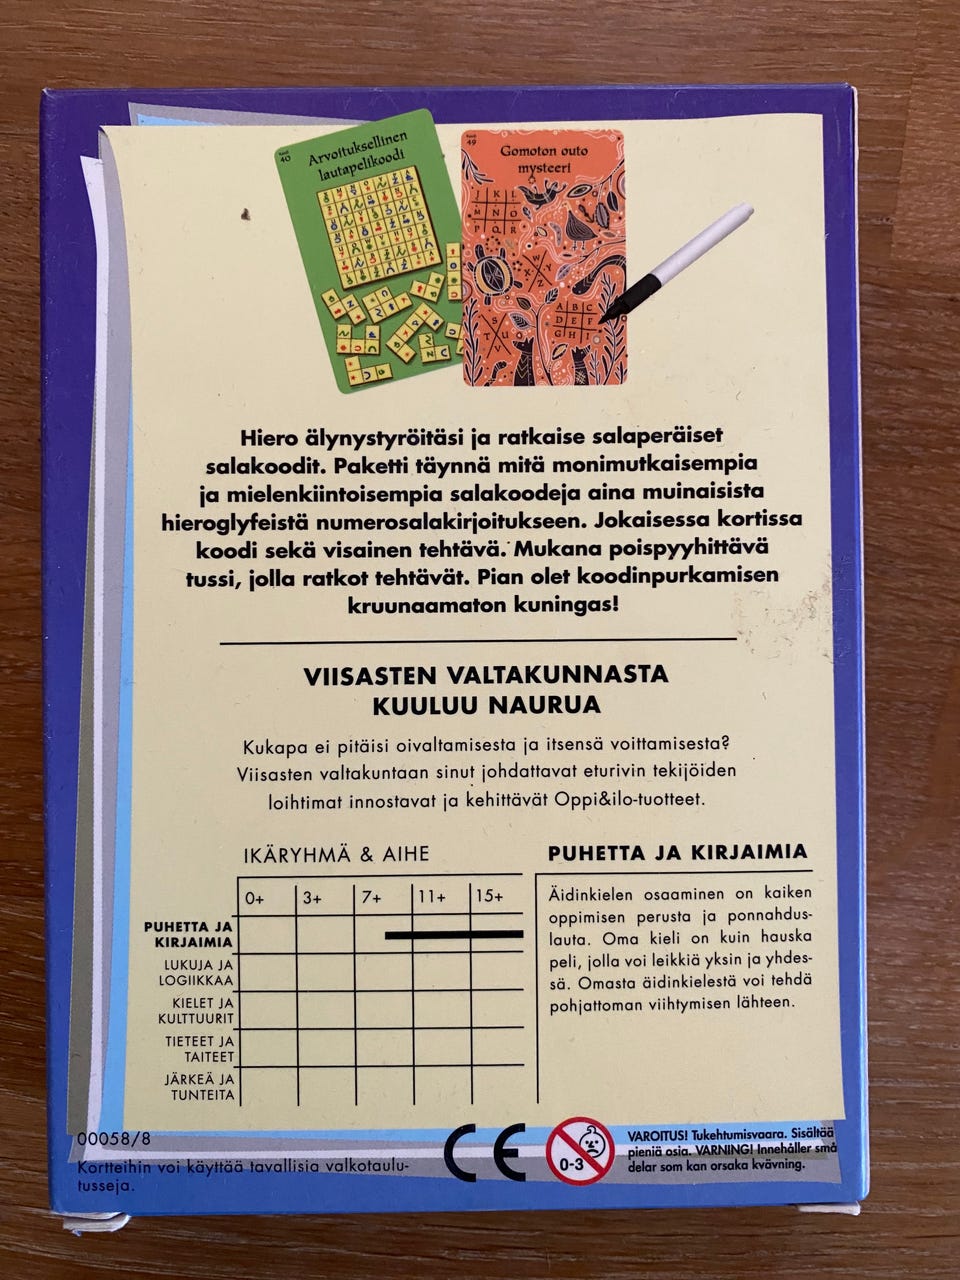 Koodi
40
Arvoituksellinen
lautapelikoodi
Koodi
49
Gomoton outo
mysteeri
J K L
M N O
P Q R
W
X Y
Z
A B C
D E F
G H I
S
T U
V
Hiero älynystyröitäsi ja ratkaise salaperäiset
salakoodit. Paketti täynnä mitä monimutkaisempia
ja mielenkiintoisempia salakoodeja aina muinaisista
hieroglyfeistä numerosalakirjoitukseen. Jokaisessa kortissa
koodi sekä visainen tehtävä. Mukana poispyyhittävä
tussi, jolla ratkot tehtävät. Pian olet koodinpurkamisen
kruunaamaton kuningas!
VIISASTEN VALTAKUNNASTA
KUULUU NAURUA
Kukapa ei pitäisi oivaltamisesta ja itsensä voittamisesta?
Viisasten valtakuntaan sinut johdattavat eturivin tekijöiden
loihtimat innostavat ja kehittävät Oppi&ilo-tuotteet.
IKÄRYHMÄ & AIHE
0+ 3+ 7+ 11+ 15+
PUHETTA JA
KIRJAIMIA
LUKUJA JA
LOGIIKKAA
KIELET JA
KULTTUURIT
TIETEET JA
TAITEET
JÄRKEÄ JA
TUNTEITA
PUHETTA JA KIRJAIMIA
Äidinkielen osaaminen on kaiken
oppimisen perusta ja ponnahdus-
lauta. Oma kieli on kuin hauska
peli, jolla voi leikkiä yksin ja yhdes-
sä. Omasta äidinkielestä voi tehdä
pohjattoman viihtymisen lähteen.
00058/8
Kortteihin voi käyttää tavallisia valkotaulu-
tusseja.
CE
0-3
VAROITUS! Tukehtumisvaara. Sisältää
pieniä osia. VARNING! Innehåller små
delar som kan orsaka kvävning.